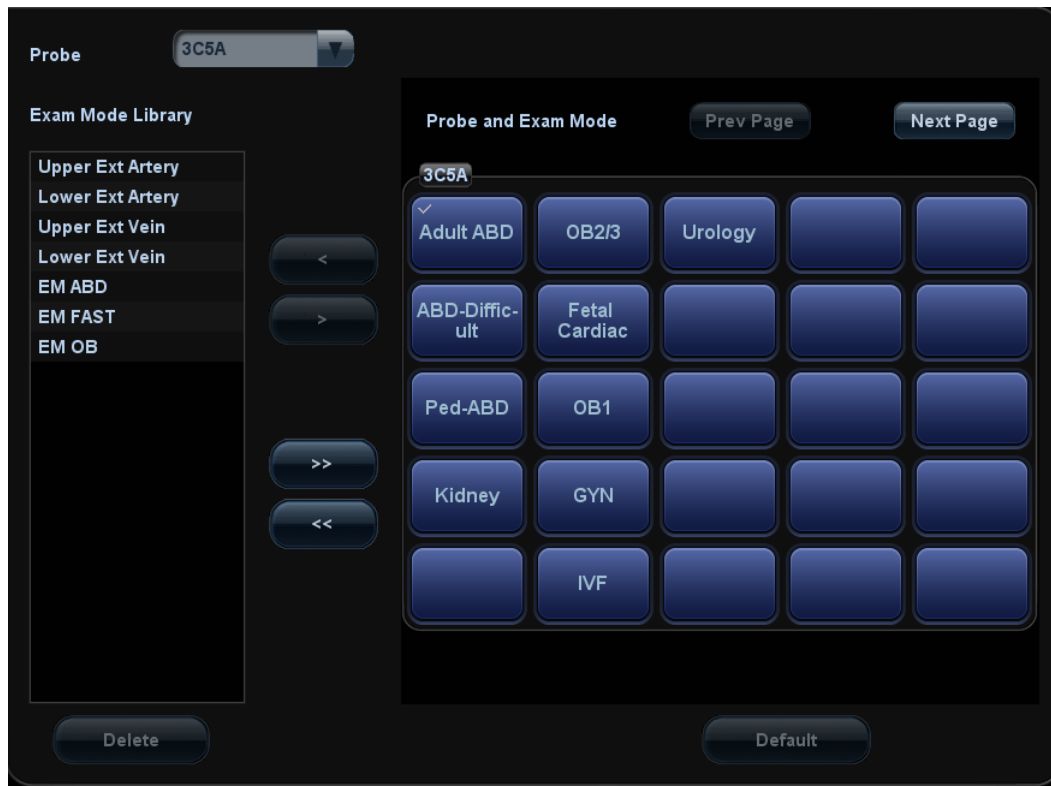 Probe
3C5A
Exam Mode Library
Upper Ext Artery
Lower Ext Artery
Upper Ext Vein
Lower Ext Vein
EM ABD
EM FAST
EM OB
<
>
>>
<<
Delete
Probe and Exam Mode
Prev Page
Next Page
3C5A
Adult ABD
OB2/3
Urology
ABD-Diffic-
ult
Fetal
Cardiac
Ped-ABD
OB1
Kidney
GYN
IVF
Default